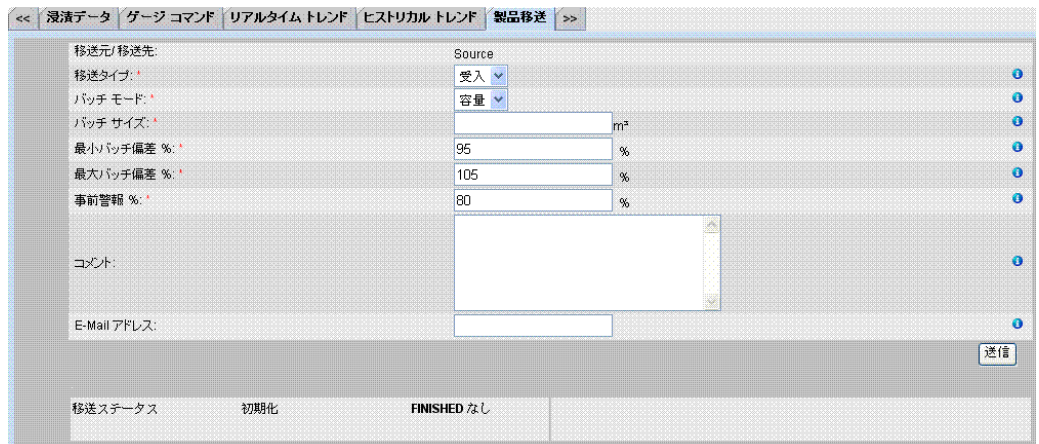 << 浸漬データ ゲージ コマンド リアルタイム トレンド ヒストリカル トレンド 製品移送 >>
移送元/移送先: Source
移送タイプ: * 受入
バッチ モード: * 容量
バッチ サイズ: * m³
最小バッチ偏差 %: * 95 %
最大バッチ偏差 %: * 105 %
事前警報 %: * 80 %
コメント:
E-Mail アドレス:
送信
移送ステータス 初期化 FINISHED なし